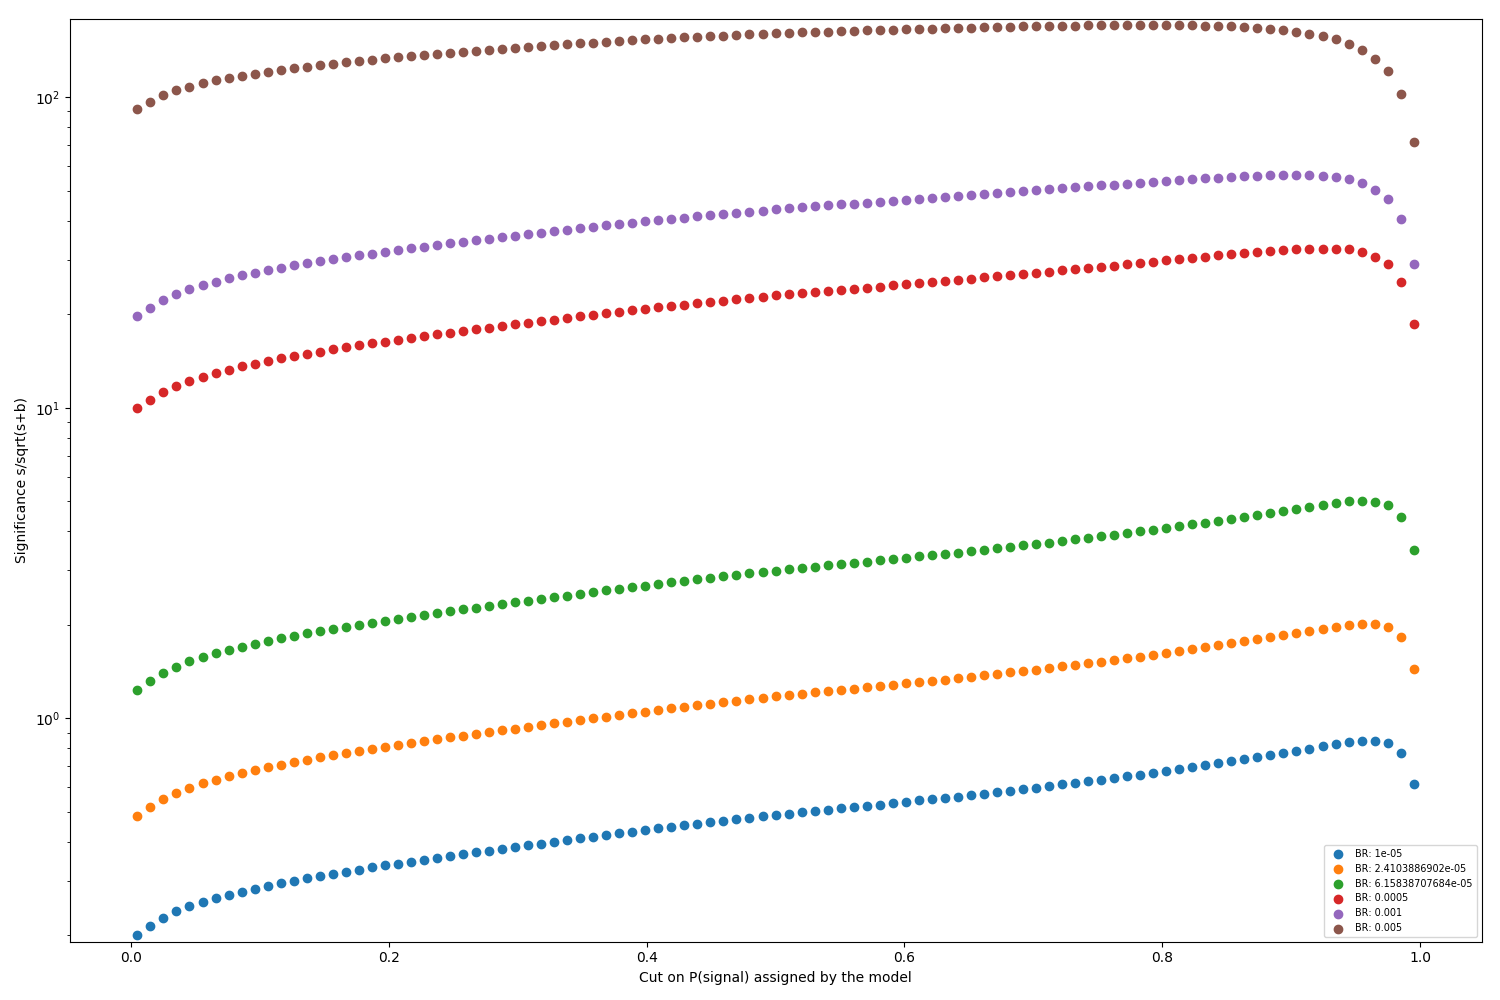 10²
10¹
10⁰
Significance s/sqrt(s+b)
0.0 0.2 0.4 0.6 0.8 1.0
Cut on P(signal) assigned by the model
BR: 1e-05
BR: 2.4103886902e-05
BR: 6.15838707684e-05
BR: 0.0005
BR: 0.001
BR: 0.005